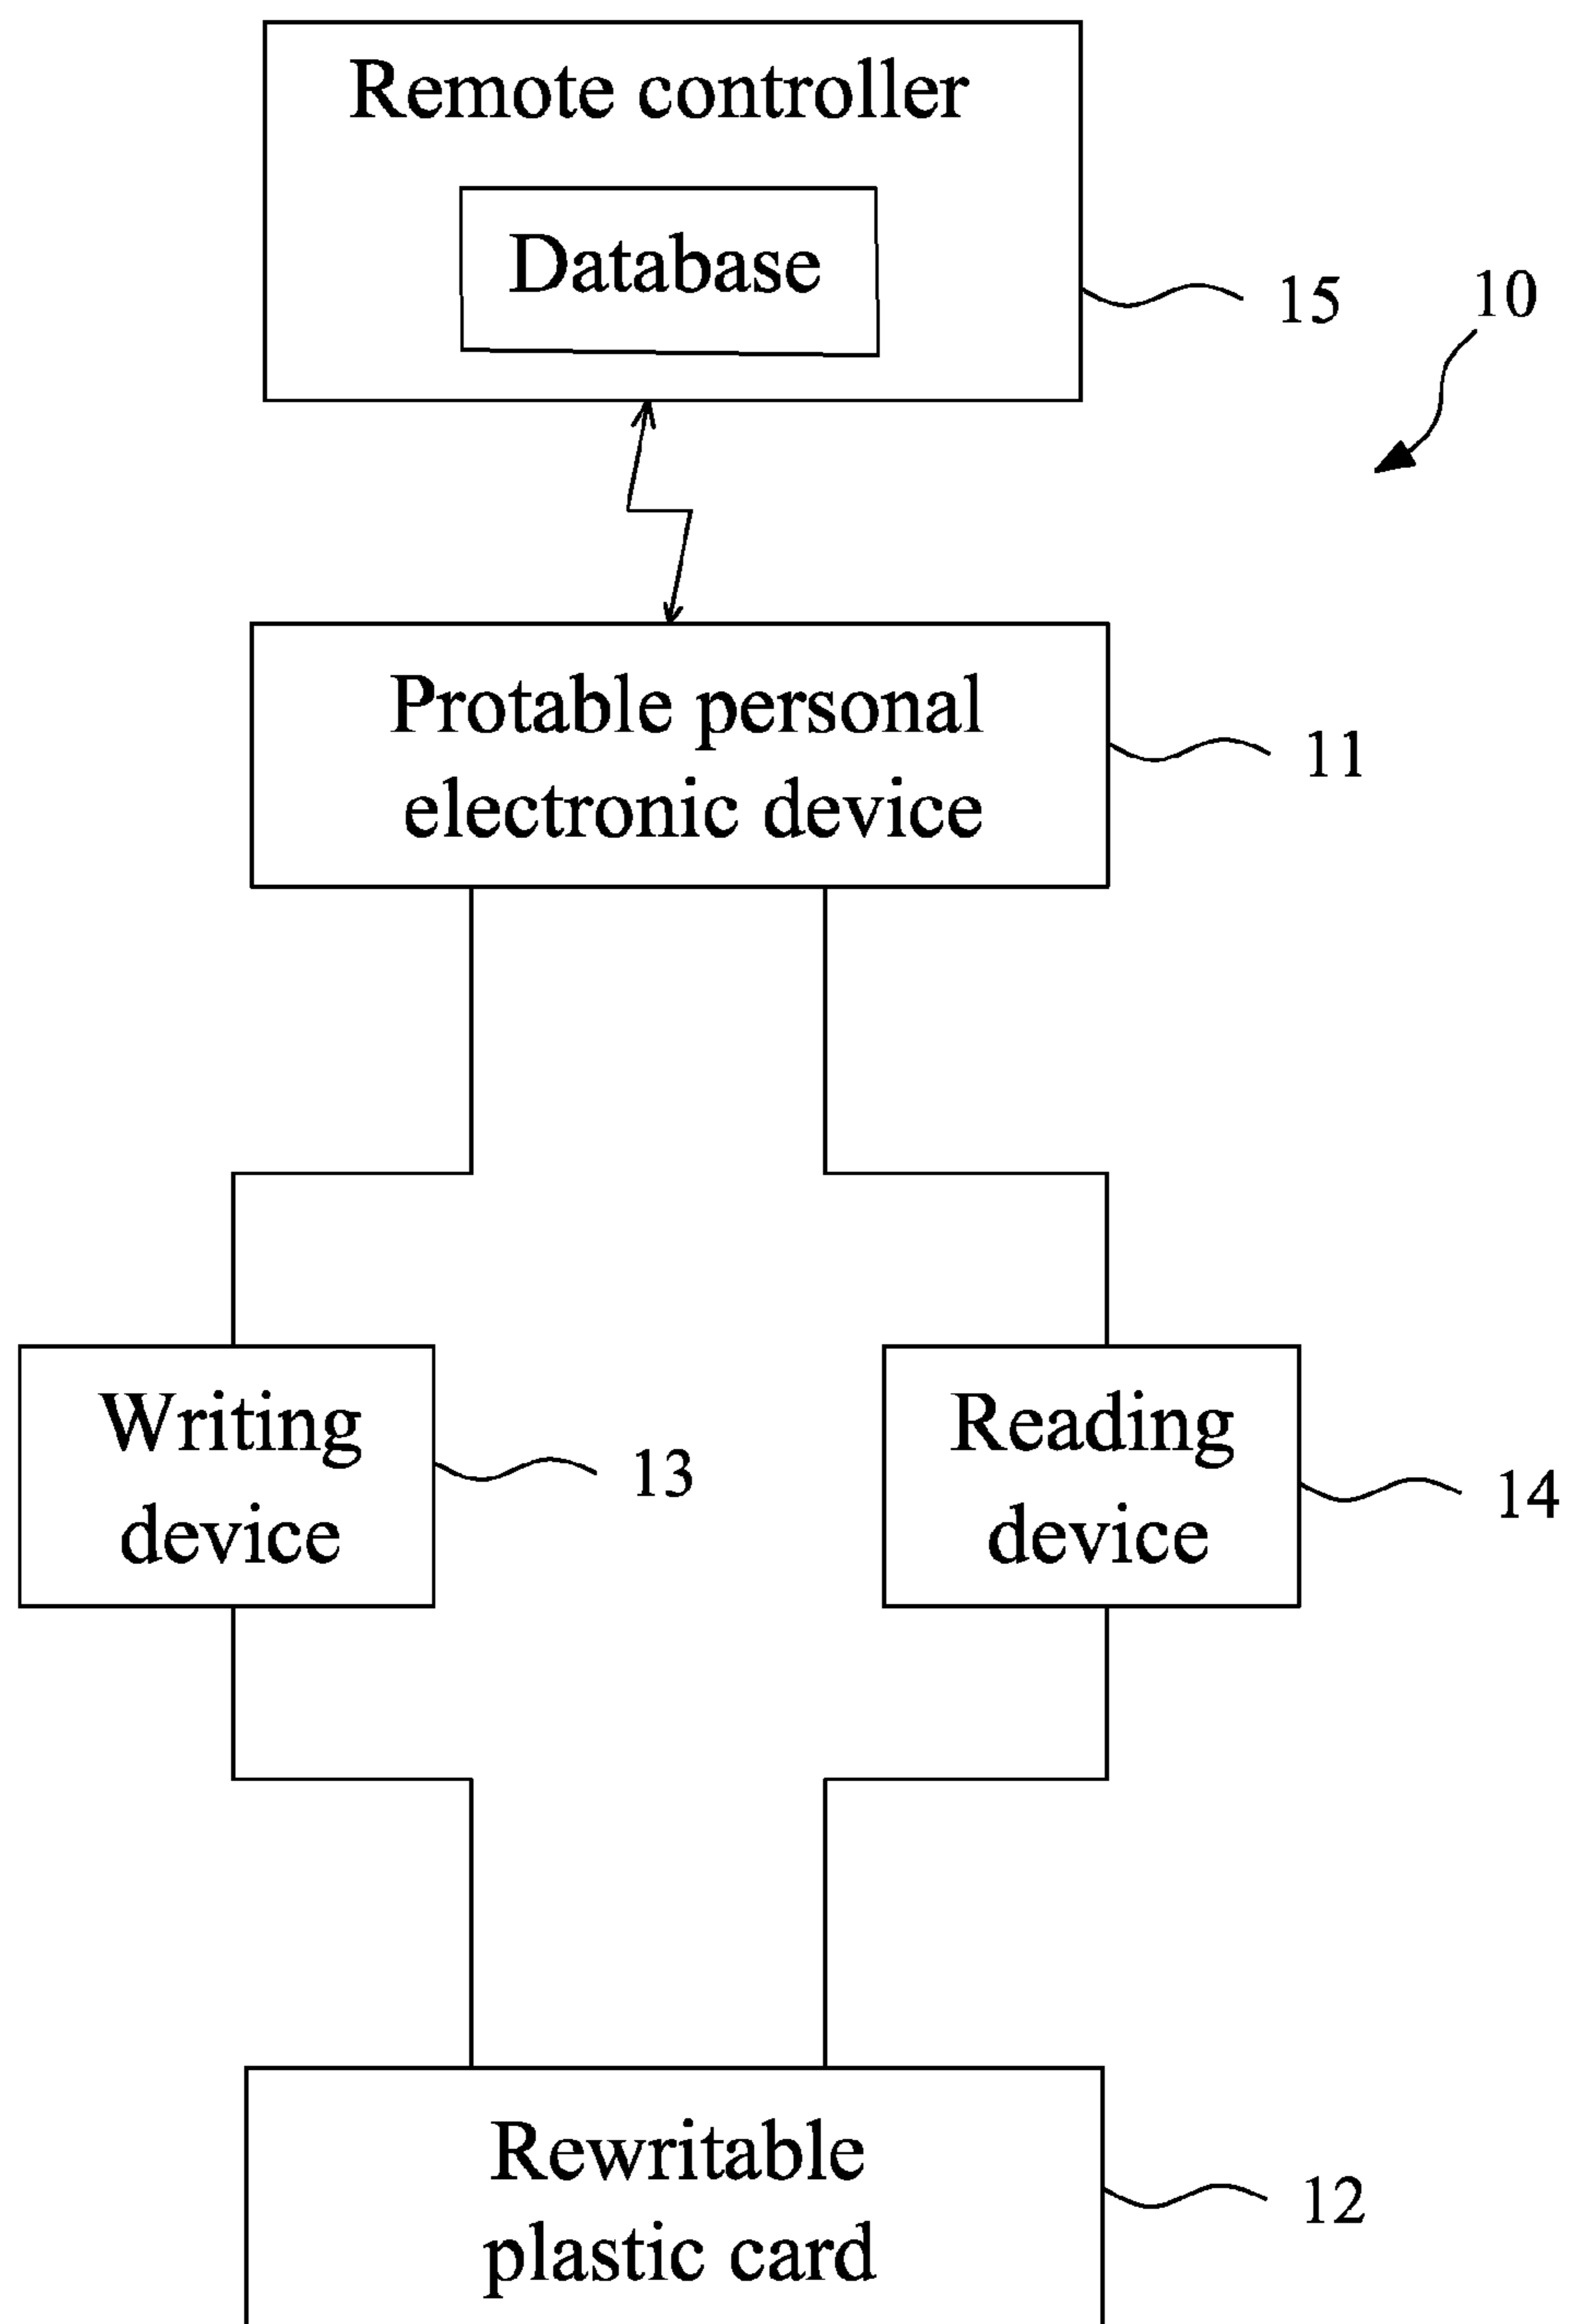 Remote controller
Database
15
10
Protable personal
electronic device
11
Writing
device
13
Reading
device
14
Rewritable
plastic card
12